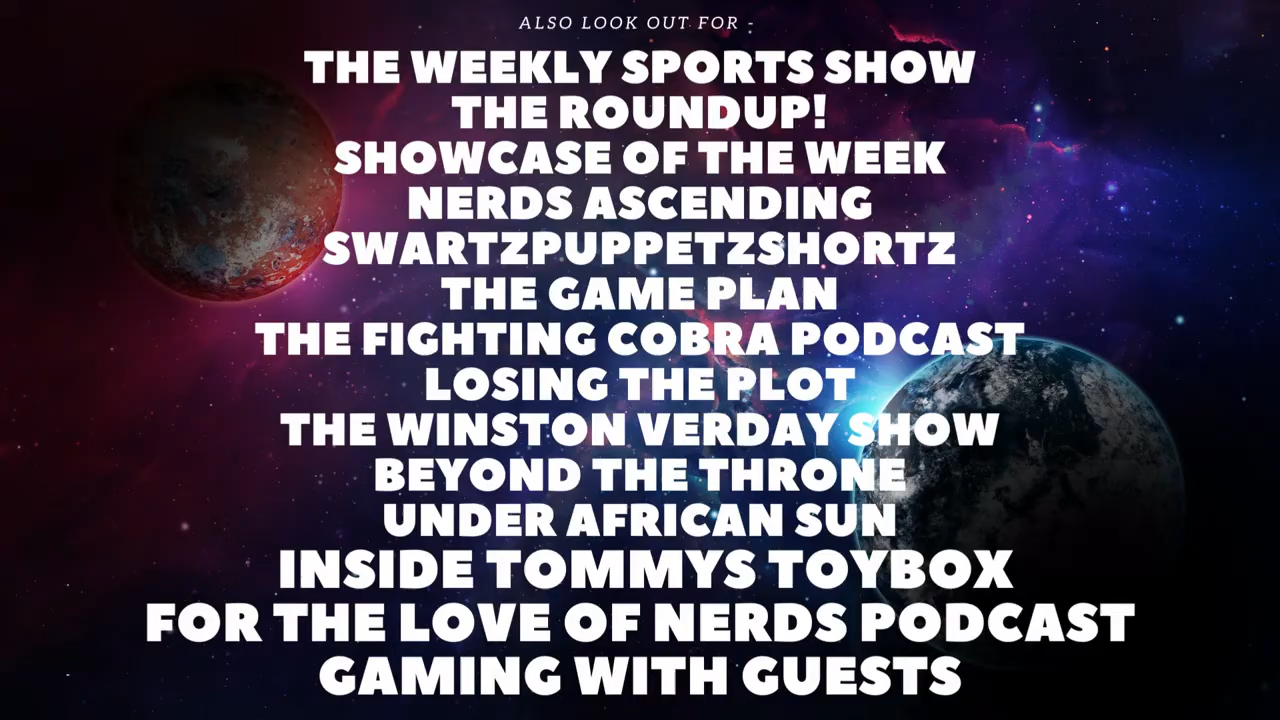 ALSO LOOK OUT FOR -
THE WEEKLY SPORTS SHOW
THE ROUNDUP!
SHOWCASE OF THE WEEK
NERDS ASCENDING
SWARTZPUPPETZSHORTZ
THE GAME PLAN
THE FIGHTING COBRA PODCAST
LOSING THE PLOT
THE WINSTON VERDAY SHOW
BEYOND THE THRONE
UNDER AFRICAN SUN
INSIDE TOMMYS TOYBOX
FOR THE LOVE OF NERDS PODCAST
GAMING WITH GUESTS